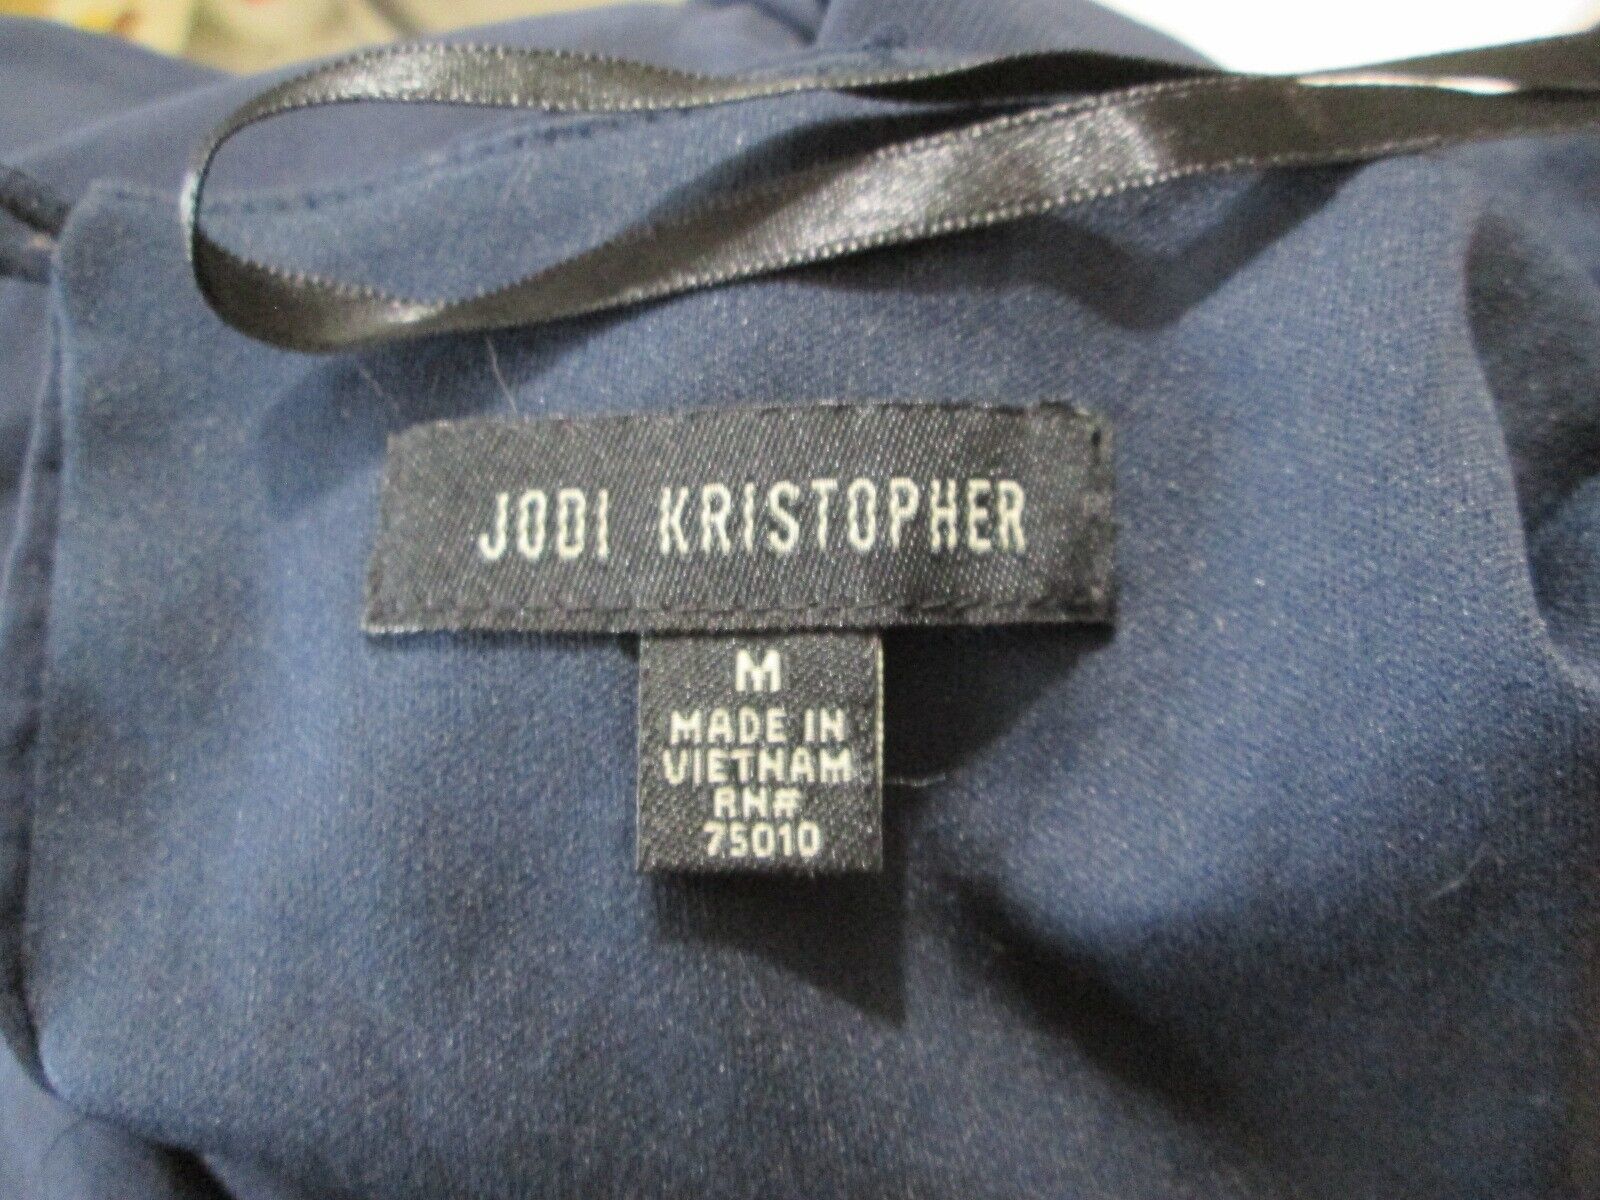 JODI KRISTOPHER
M
MADE IN
VIETNAM
RN#
75010